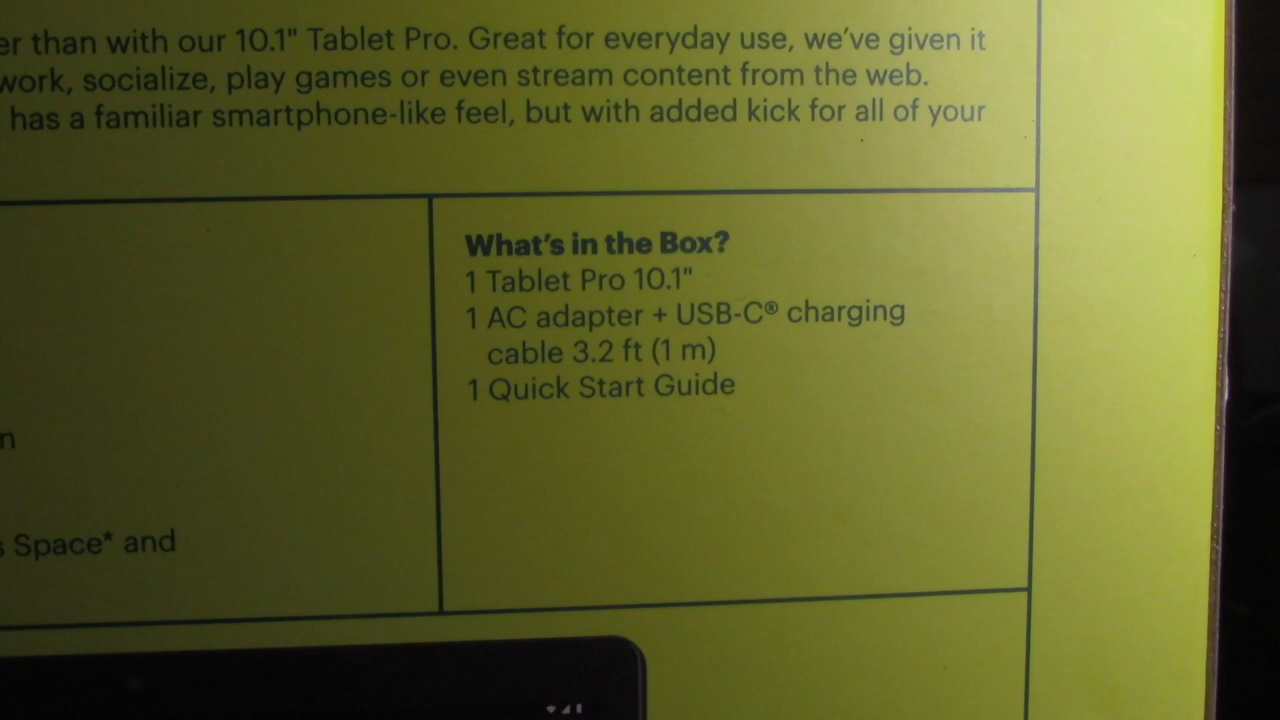 than with our 10.1" Tablet Pro. Great for everyday use, we've given it
work, socialize, play games or even stream content from the web.
has a familiar smartphone-like feel, but with added kick for all of your
What's in the Box?
1 Tablet Pro 10.1"
1 AC adapter + USB-C® charging
cable 3.2 ft (1 m)
1 Quick Start Guide
Space* and